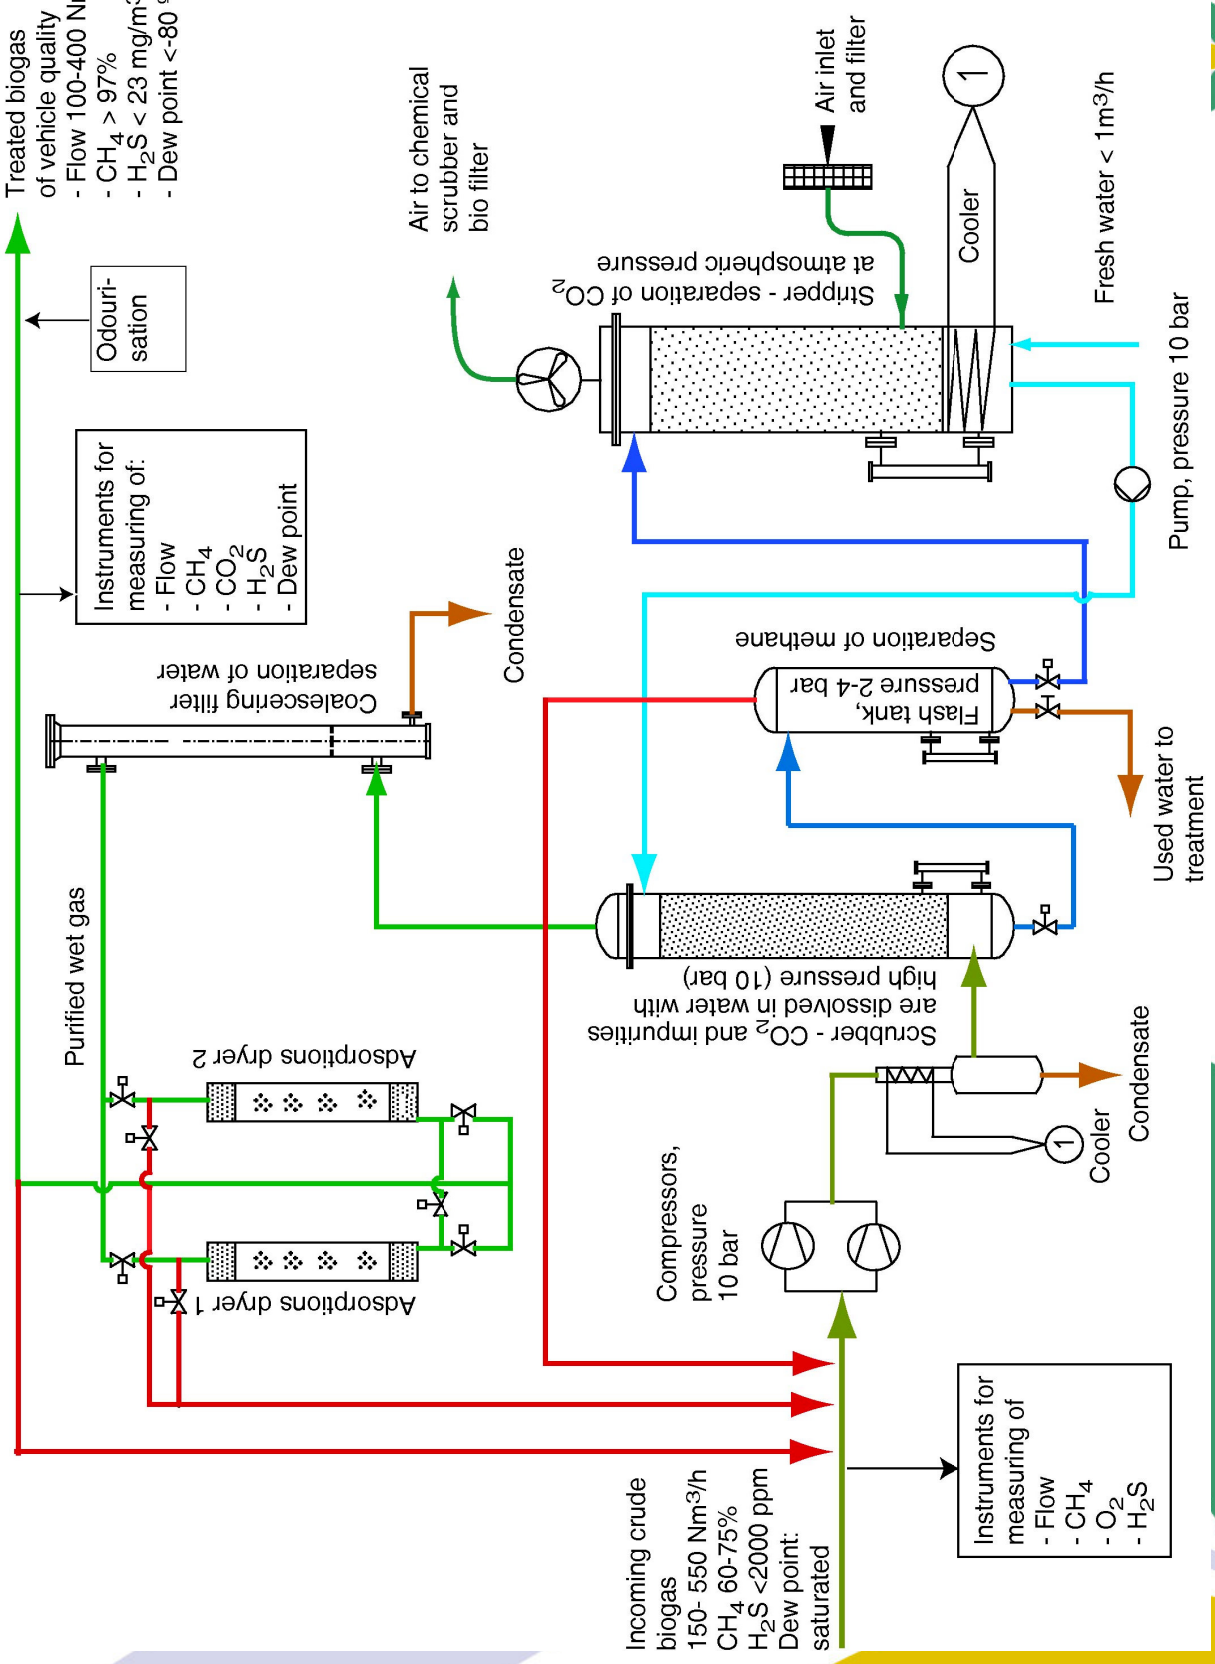 Treated biogas
of vehicle quality
- Flow 100-400 N
- CH4 > 97%
- H2S < 23 mg/m3
- Dew point <-80
Odouri-
sation
Instruments for
measuring of:
- Flow
- CH4
- CO2
- H2S
- Dew point
Air to chemical
scrubber and
bio filter
Air inlet
and filter
1
Cooler
Stripper - separation of CO2
at atmospheric pressure
Fresh water < 1m3/h
Pump, pressure 10 bar
Coalescering filter
separation of water
Condensate
Separation of methane
Flash tank,
pressure 2-4 bar
Used water to
treatment
Purified wet gas
Scrubber - CO2 and impurities
are dissolved in water with
high pressure (10 bar)
Adsorptions dryer 2
Adsorptions dryer 1
Compressors,
pressure
10 bar
1
Cooler
Condensate
Incoming crude
biogas
150- 550 Nm3/h
CH4 60-75%
H2S <2000 ppm
Dew point:
saturated
Instruments for
measuring of
- Flow
- CH4
- O2
- H2S